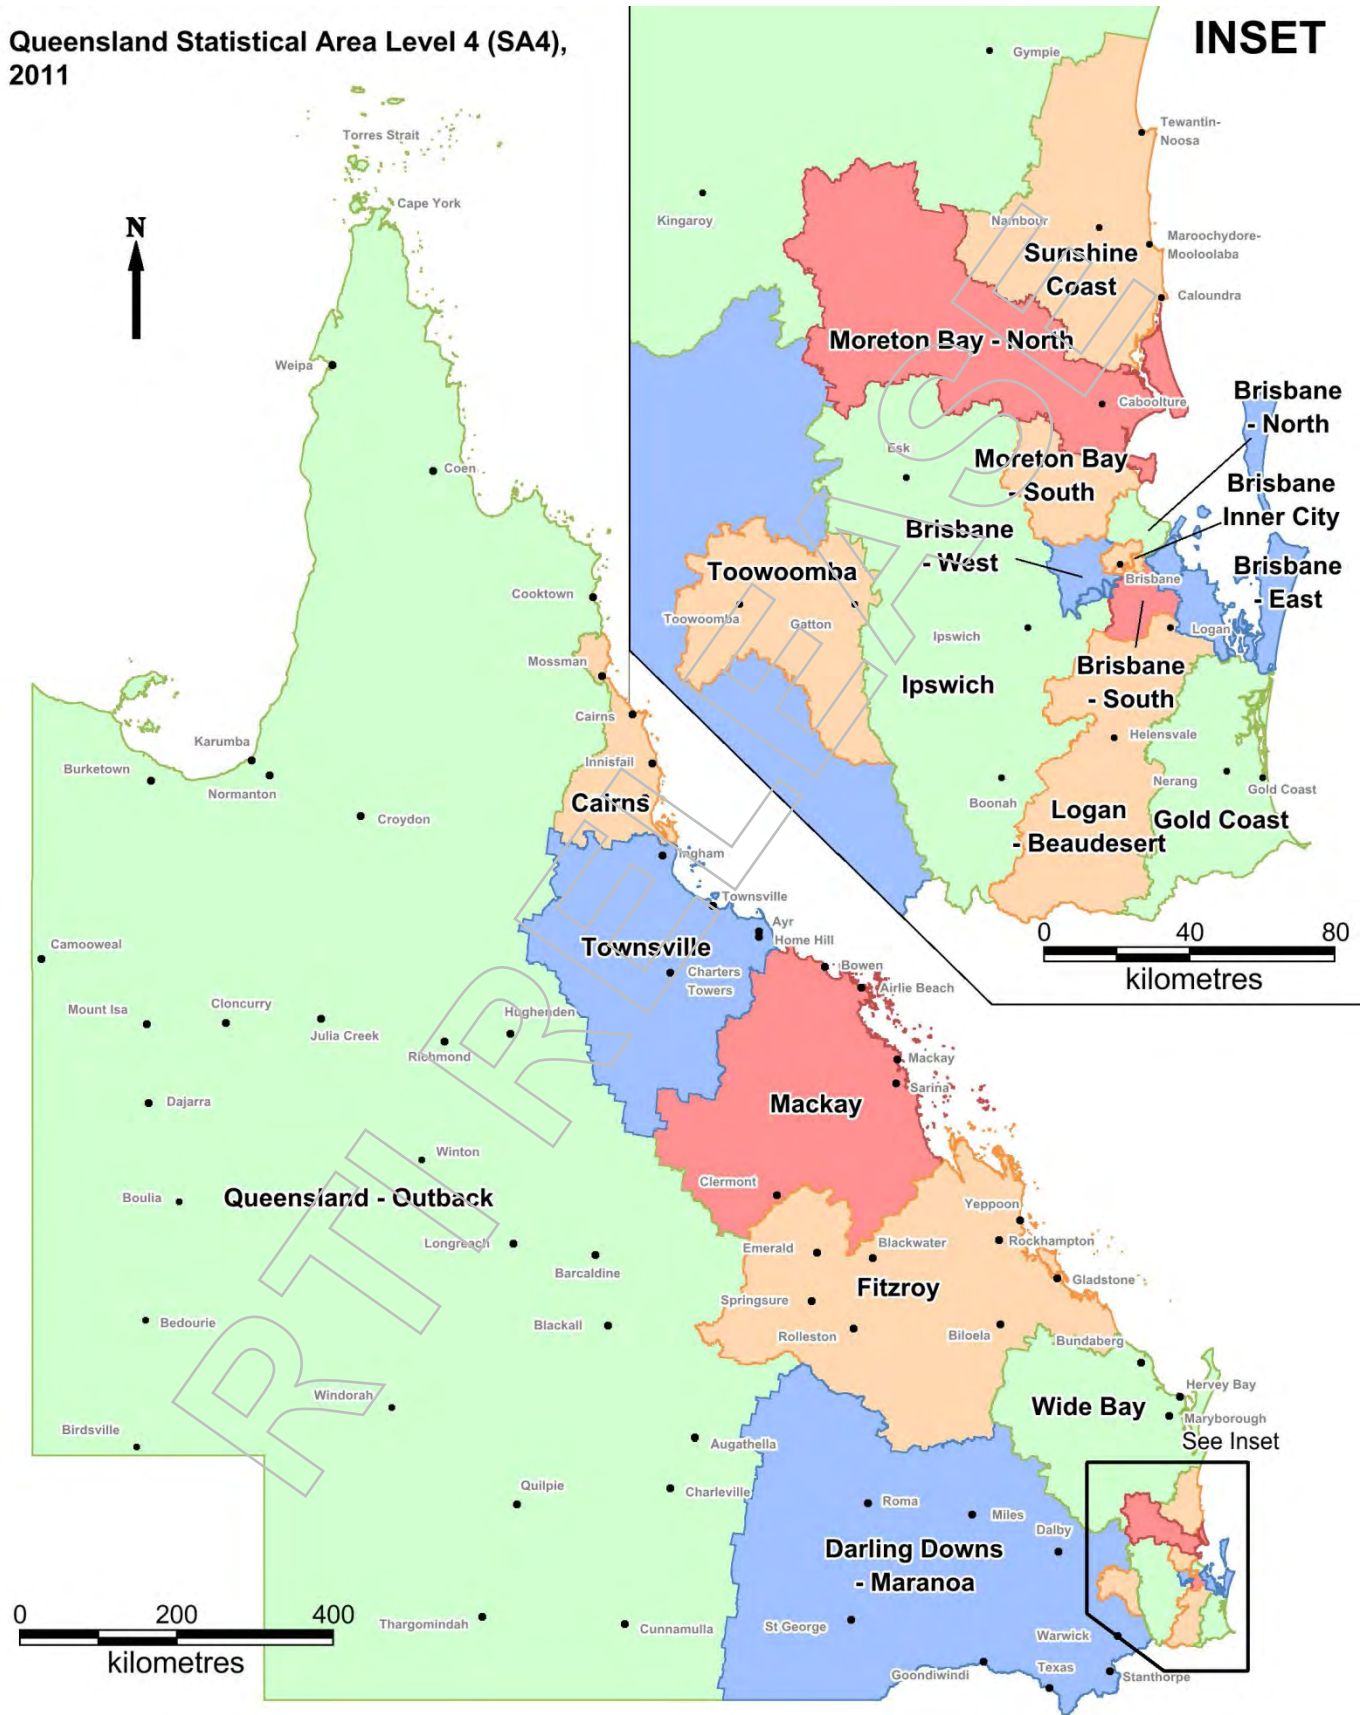 Queensland Statistical Area Level 4 (SA4),
2011
INSET
N
Torres Strait
Cape York
Weipa
Coen
Cooktown
Mossman
Cairns
Innisfail
Cairns
Karumba
Burketown
Normanton
Croydon
Ingham
Townsville
Ayr
Home Hill
Townsville
Charters
Towers
Bowen
Airlie Beach
Camooweal
Mount Isa
Cloncurry
Julia Creek
Richmond
Hughenden
Mackay
Sarina
Mackay
Dajarra
Winton
Boulia
Queensland - Outback
Clermont
Longreach
Barcaldine
Yeppoon
Emerald
Blackwater
Rockhampton
Fitzroy
Gladstone
Springsure
Rolleston
Biloela
Bundaberg
Bedourie
Blackall
Windorah
Hervey Bay
Wide Bay
Maryborough
See Inset
Birdsville
Augathella
Quilpie
Charleville
Roma
Miles
Dalby
Darling Downs
- Maranoa
Thargomindah
Cunnamulla
St George
Warwick
Goondiwindi
Texas
Stanthorpe
0 200 400
kilometres
Gympie
Tewantin-
Noosa
Kingaroy
Nambour
Maroochydore-
Mooloolaba
Sunshine
Coast
Caloundra
Moreton Bay - North
Caboolture
Brisbane
- North
Esk
Moreton Bay
- South
Brisbane
Inner City
Brisbane
- West
Brisbane
- East
Toowoomba
Brisbane
Toowoomba
Gatton
Ipswich
Logan
Ipswich
Brisbane
- South
Helensvale
Boonah
Nerang
Gold Coast
Logan
- Beaudesert
Gold Coast
0 40 80
kilometres
RTI RELEASE